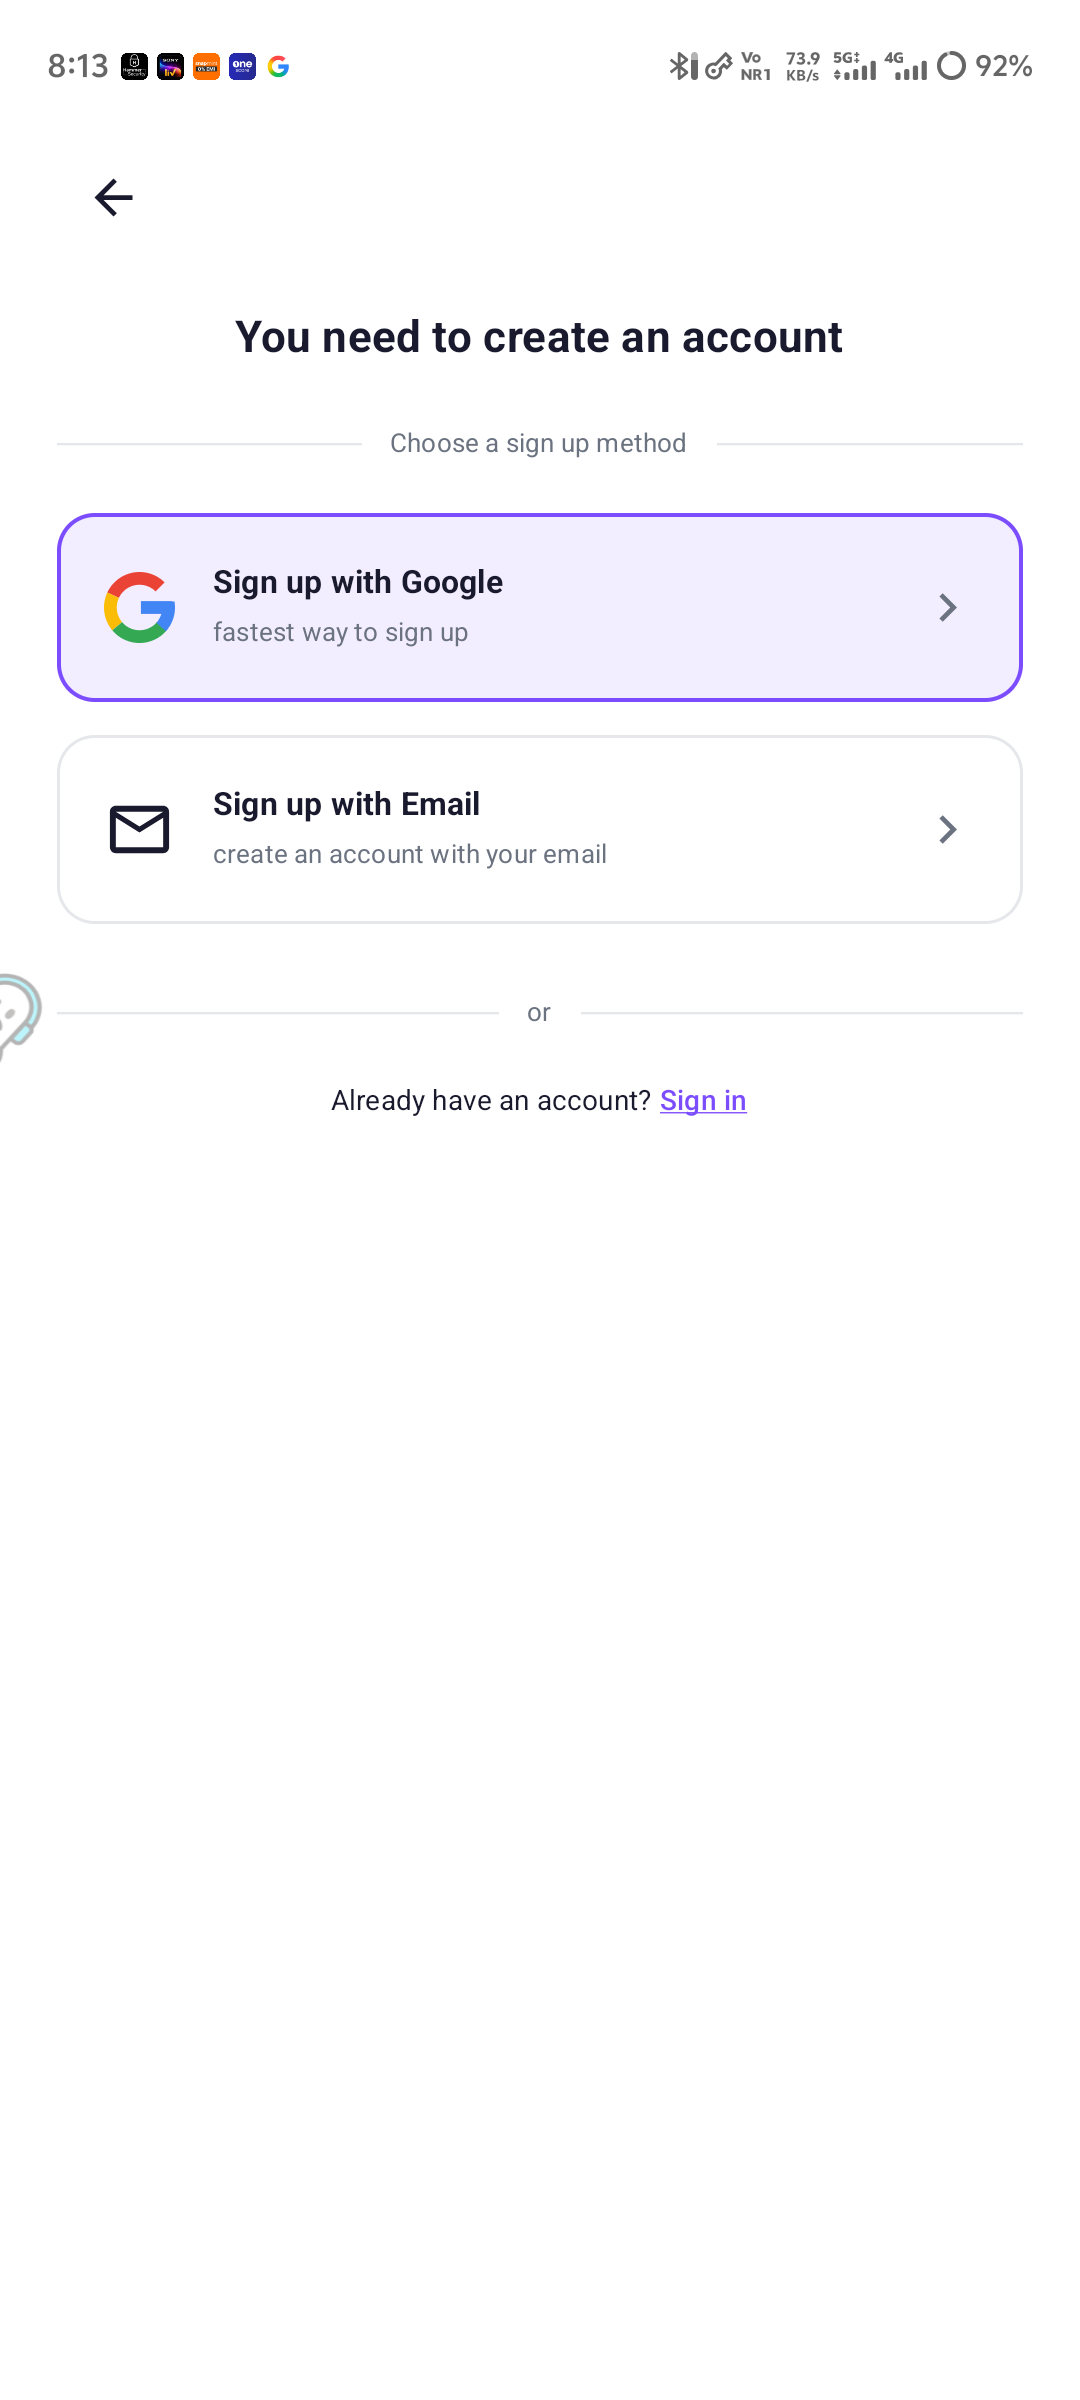 8:13
Vo
NR1
73.9
KB/s
5G
4G
92%
You need to create an account
Choose a sign up method
Sign up with Google
fastest way to sign up
Sign up with Email
create an account with your email
or
Already have an account? Sign in